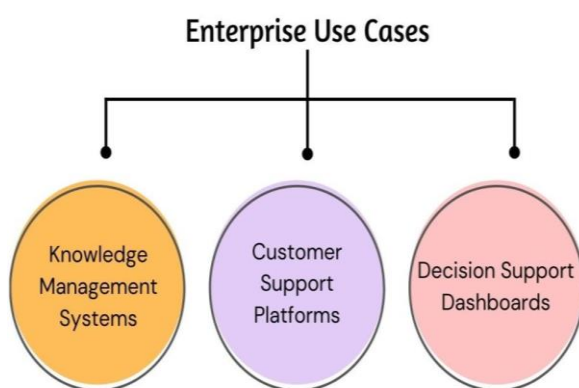 Enterprise Use Cases
Knowledge
Management
Systems
Customer
Support
Platforms
Decision Support
Dashboards